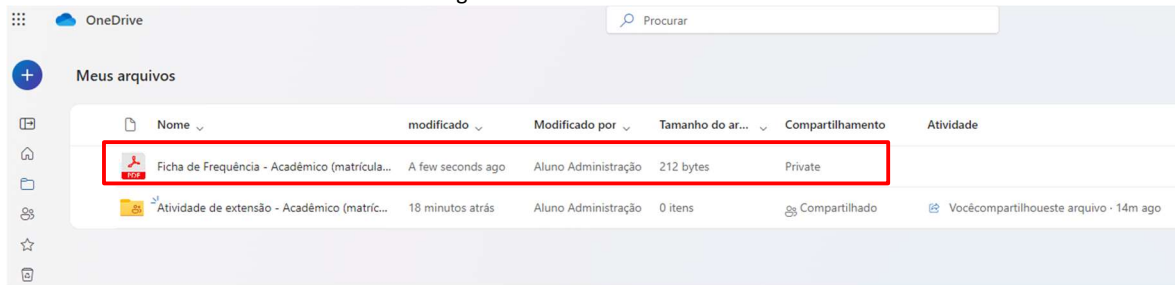 OneDrive
Procurar
Meus arquivos
Nome modificado Modificado por Tamanho do ar... Compartilhamento Atividade
PDF Ficha de Frequência - Acadêmico (matrícula... A few seconds ago Aluno Administração 212 bytes Private
Atividade de extensão - Acadêmico (matríc... 18 minutos atrás Aluno Administração 0 itens Compartilhado Vocêcompartilhoueste arquivo · 14m ago